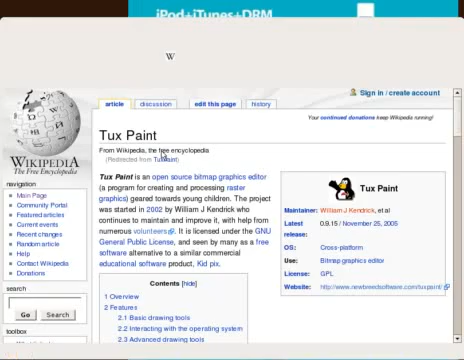 iPod+iTunes+DRM
W
Sign in / create account
article
discussion
edit this page
history
Your continued donations keep Wikipedia running!
Tux Paint
From Wikipedia, the free encyclopedia
(Redirected from TuxPaint)
WIKIPEDIA
The Free Encyclopedia
navigation
Main Page
Community Portal
Featured articles
Current events
Recent changes
Random article
Help
Contact Wikipedia
Donations
search
Go
Search
toolbox
Tux Paint is an open source bitmap graphics editor
(a program for creating and processing raster
graphics) geared towards young children. The project
was started in 2002 by William J Kendrick who
continues to maintain and improve it, with help from
numerous volunteers. It is licensed under the GNU
General Public License, and seen by many as a free
software alternative to a similar commercial
educational software product, Kid pix.
Contents [hide]
1 Overview
2 Features
2.1 Basic drawing tools
2.2 Interacting with the operating system
2.3 Advanced drawing tools
Tux Paint
Maintainer: William J Kendrick, et al
Latest release: 0.9.15 / November 25, 2005
OS: Cross-platform
Use: Bitmap graphics editor
License: GPL
Website: http://www.newbreedsoftware.com/tuxpaint/